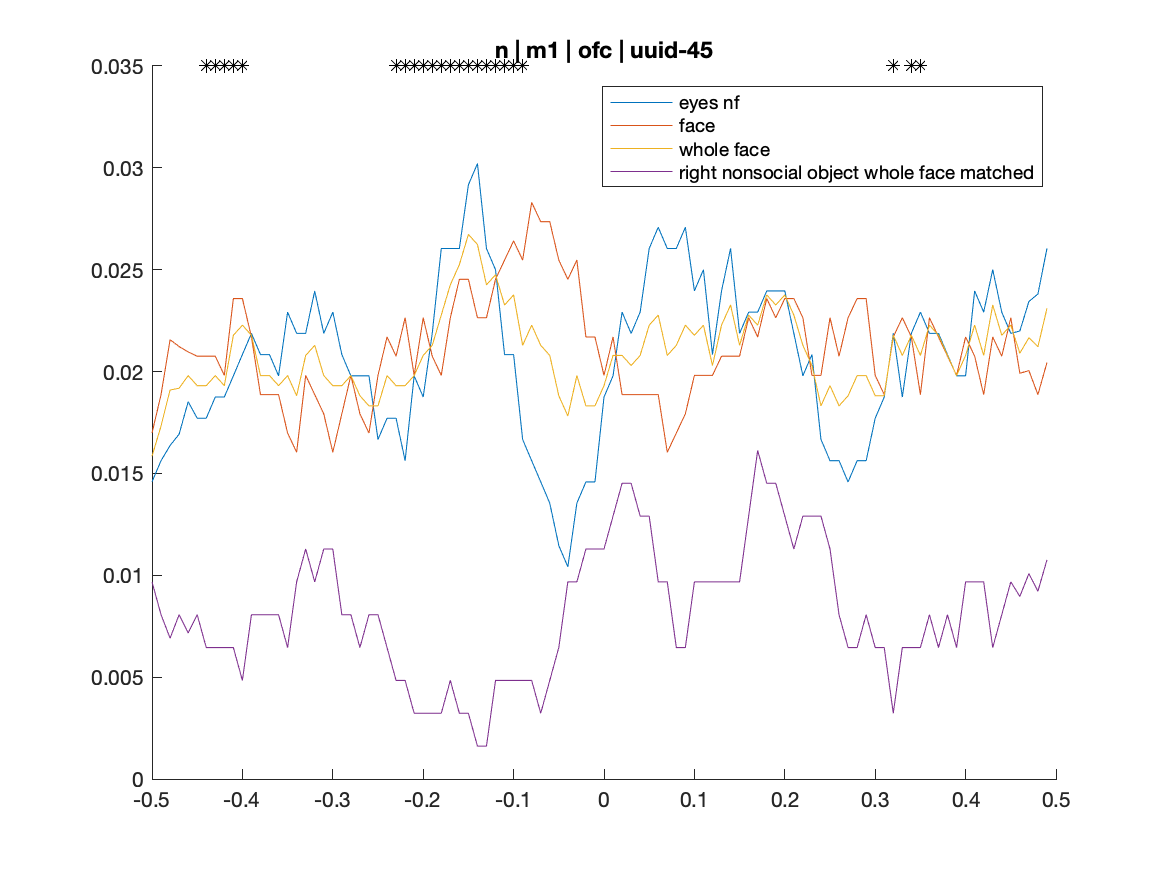 n | m1 | ofc | uuid-45
0.035
0.03
0.025
0.02
0.015
0.01
0.005
0
eyes nf
face
whole face
right nonsocial object whole face matched
-0.5 -0.4 -0.3 -0.2 -0.1 0 0.1 0.2 0.3 0.4 0.5